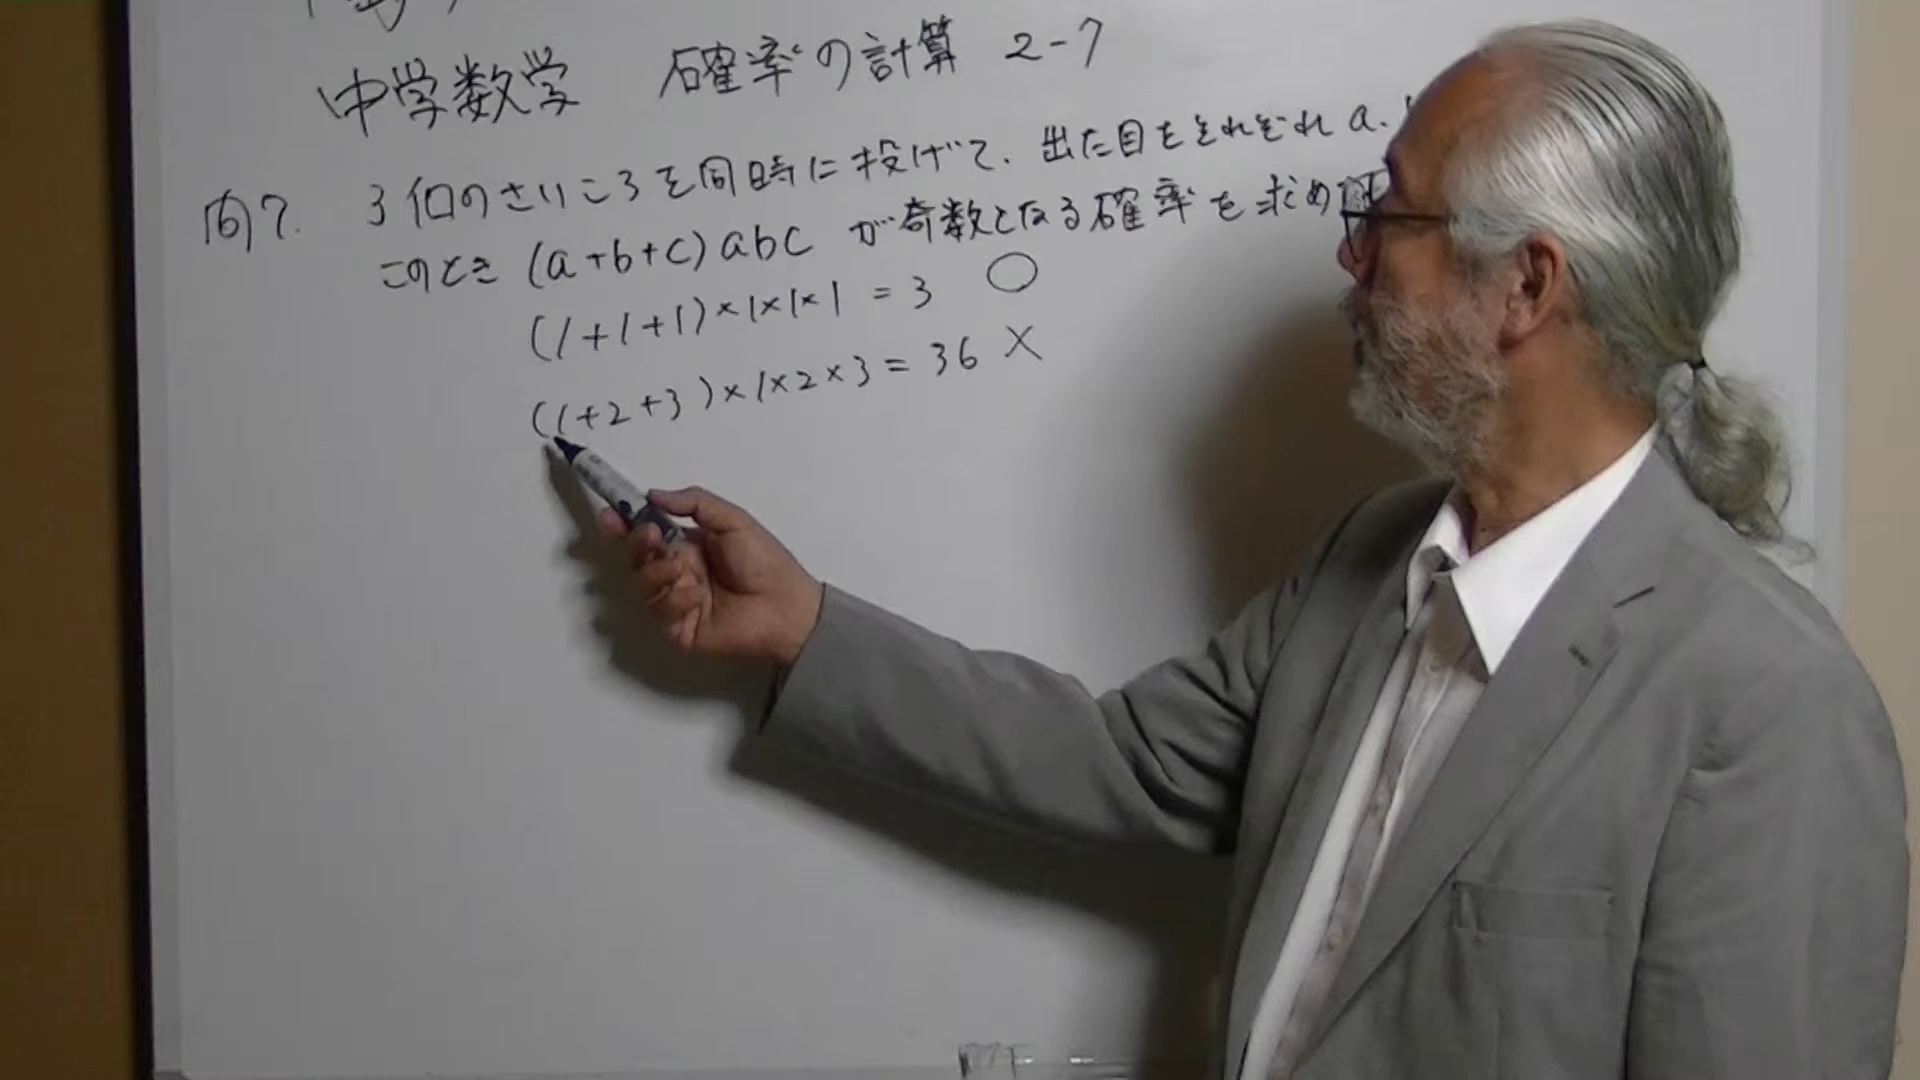 中学数学 確率の計算 2-7
問7. 3個のさいころを同時に投げて、出た目をそれぞれ a.
このとき (a+b+c)abc が奇数となる確率を求め
(1+1+1)×1×1×1 = 3 ○
(1+2+3)×1×2×3 = 36 ×